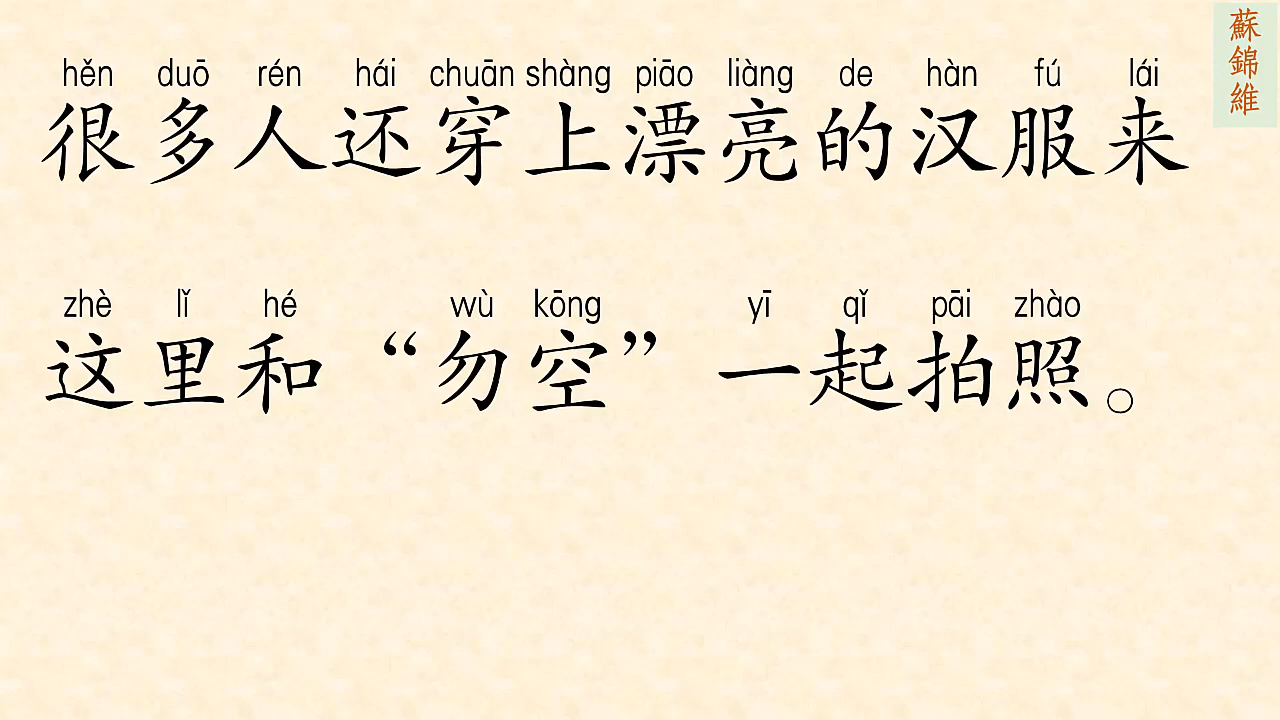 hěn duō rén hái chuān shàng piāo liàng de hàn fú lái
很多人还穿上漂亮的汉服来
zhè lǐ hé wù kōng yī qǐ pāi zhào
这里和“勿空”一起拍照。
蘇錦維